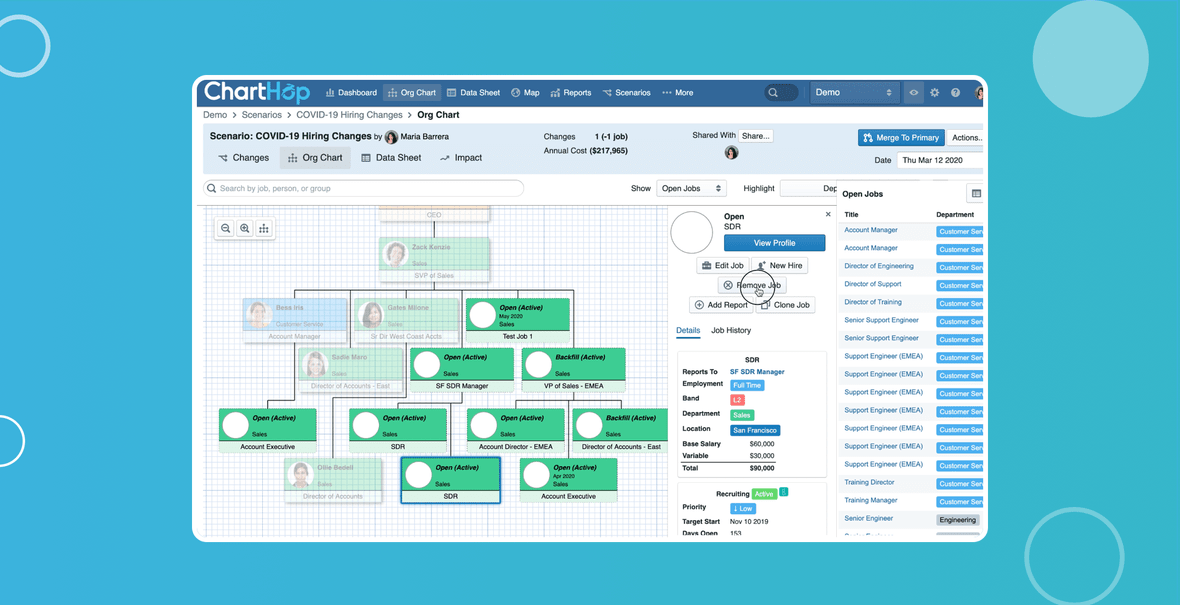 ChartHop Dashboard Org Chart Data Sheet Map Reports Scenarios More Demo
Demo > Scenarios > COVID-19 Hiring Changes > Org Chart
Scenario: COVID-19 Hiring Changes by Maria Barrera
Changes 1 (-1 job)
Annual Cost ($217,965)
Shared With Share...
Merge To Primary Actions..
Date Thu Mar 12 2020
Changes Org Chart Data Sheet Impact
Search by job, person, or group
Show Open Jobs Highlight Dep
CEO
Zack Kenzie
Sales
SVP of Sales
Bess Iris
Customer Service
Account Manager
Gates Milone
Sales
Sr Dir West Coast Accts
Open (Active)
May 2020
Sales
Test Job 1
Sadie Maro
Sales
Director of Accounts - East
Open (Active)
Sales
SF SDR Manager
Backfill (Active)
Sales
VP of Sales - EMEA
Open (Active)
Sales
Account Executive
Open (Active)
Sales
SDR
Open (Active)
Sales
Account Director - EMEA
Backfill (Active)
Sales
Director of Accounts - East
Ollie Bedell
Sales
Director of Accounts
Open (Active)
Sales
SDR
Open (Active)
Apr 2020
Sales
Account Executive
Open
SDR
View Profile
Edit Job New Hire
Remove Job
Add Report Clone Job
Details Job History
SDR
Reports To SF SDR Manager
Employment Full Time
Band L2
Department Sales
Location San Francisco
Base Salary $60,000
Variable $30,000
Total $90,000
Recruiting Active
Priority Low
Target Start Nov 10 2019
Days Open 153
Open Jobs
Title Department
Account Manager Customer Serv
Account Manager Customer Serv
Director of Engineering Customer Serv
Director of Support Customer Serv
Director of Training Customer Serv
Senior Support Engineer Customer Serv
Senior Support Engineer Customer Serv
Support Engineer (EMEA) Customer Serv
Support Engineer (EMEA) Customer Serv
Support Engineer (EMEA) Customer Serv
Support Engineer (EMEA) Customer Serv
Support Engineer (EMEA) Customer Serv
Support Engineer (EMEA) Customer Serv
Support Engineer (EMEA) Customer Serv
Training Director Customer Serv
Training Manager Customer Serv
Senior Engineer Engineering